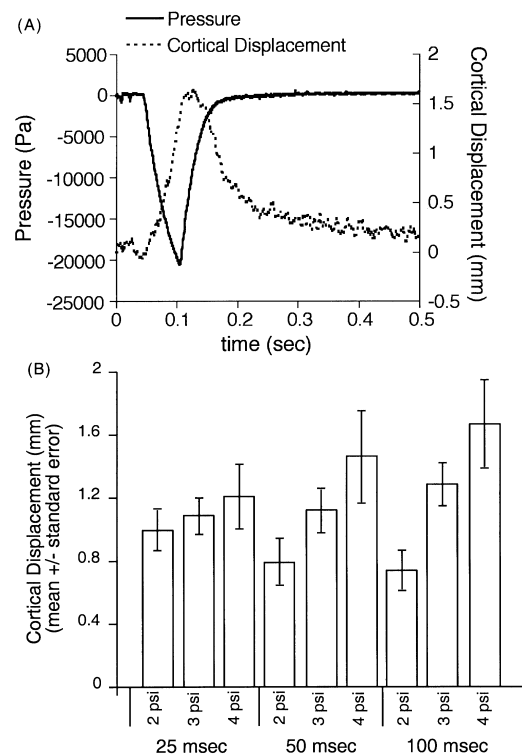 (A)
Pressure
Cortical Displacement
5000
0
-5000
-10000
-15000
-20000
-25000
Pressure (Pa)
2
1.5
1
0.5
0
-0.5
Cortical Displacement (mm)
0 0.1 0.2 0.3 0.4 0.5
time (sec)
(B)
Cortical Displacement (mm)
(mean +/- standard error)
2
1.6
1.2
0.8
0.4
0
2 psi 3 psi 4 psi 2 psi 3 psi 4 psi 2 psi 3 psi 4 psi
25 msec 50 msec 100 msec